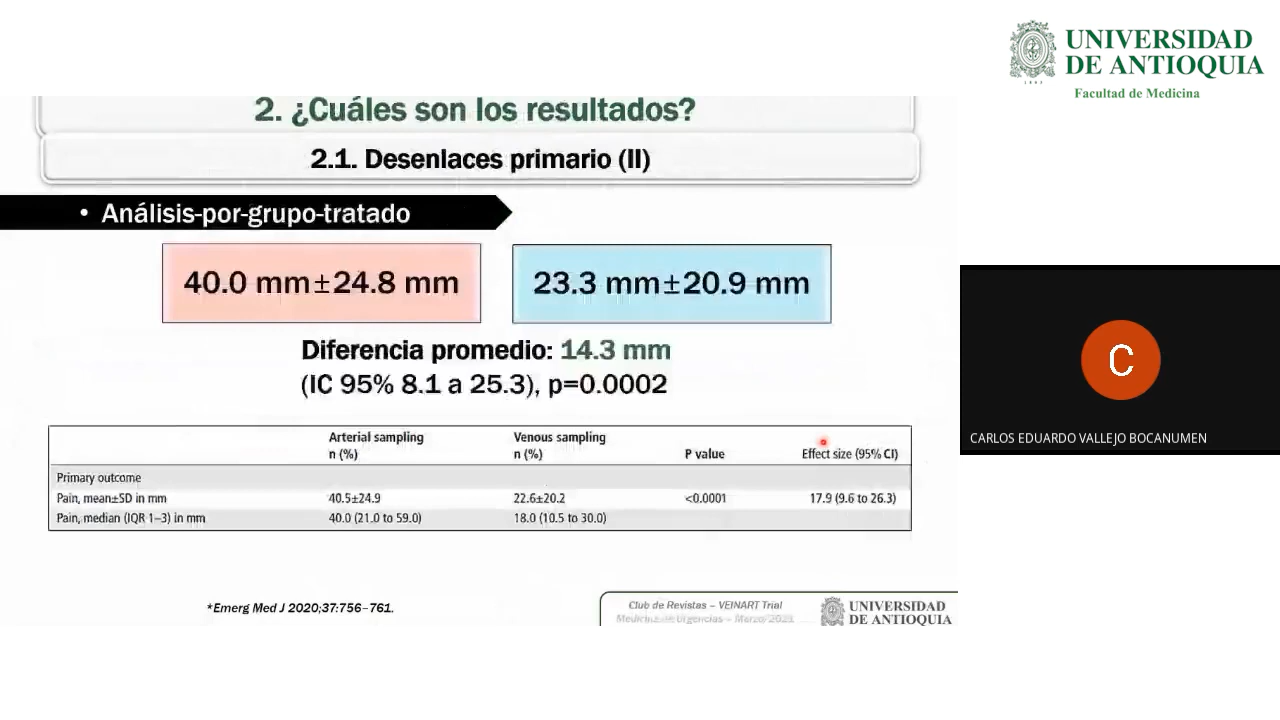 UNIVERSIDAD
DE ANTIOQUIA
1803
Facultad de Medicina
2. ¿Cuáles son los resultados?
2.1. Desenlaces primario (II)
• Análisis-por-grupo-tratado
40.0 mm±24.8 mm
23.3 mm±20.9 mm
Diferencia promedio: 14.3 mm
(IC 95% 8.1 a 25.3), p=0.0002
Arterial sampling Venous sampling
n (%) n (%) P value Effect size (95% CI)
Primary outcome
Pain, mean±SD in mm 40.5±24.9 22.6±20.2 <0.0001 17.9 (9.6 to 26.3)
Pain, median (IQR 1–3) in mm 40.0 (21.0 to 59.0) 18.0 (10.5 to 30.0)
C
CARLOS EDUARDO VALLEJO BOCANUMEN
*Emerg Med J 2020;37:756–761.
Club de Revistas – VEINART Trial
Medicina de Urgencias – Marzo/2021
UNIVERSIDAD
DE ANTIOQUIA